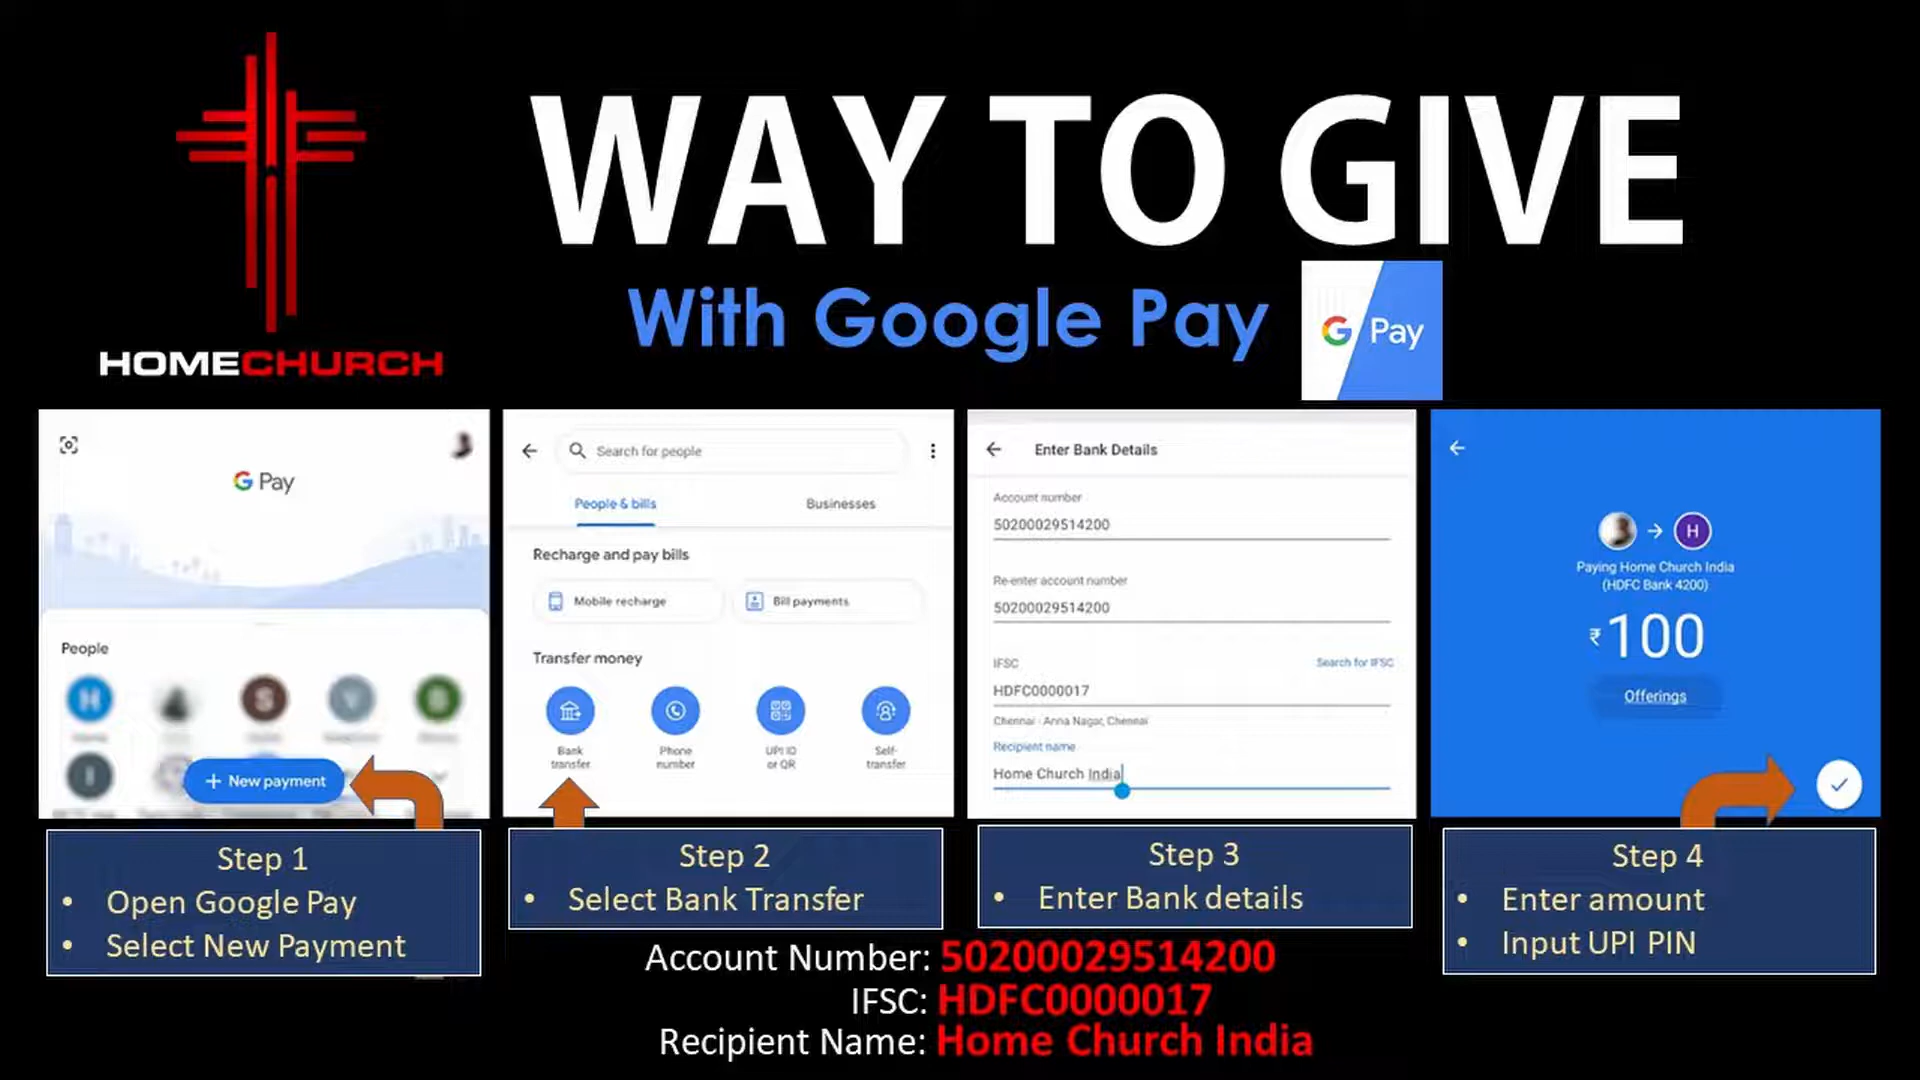 WAY TO GIVE
With Google Pay
G Pay
HOMECHURCH
G Pay
People
+ New payment
Search for people
People & bills
Businesses
Recharge and pay bills
Mobile recharge
Bill payments
Transfer money
Bank transfer
Phone number
UPI ID or QR
Self-transfer
Enter Bank Details
Account number
50200029514200
Re-enter account number
50200029514200
IFSC
Search for IFSC
HDFC0000017
Chennai - Anna Nagar, Chennai
Recipient name
Home Church India
H
Paying Home Church India
(HDFC Bank 4200)
₹100
Offerings
Step 1
• Open Google Pay
• Select New Payment
Step 2
• Select Bank Transfer
Step 3
• Enter Bank details
Step 4
• Enter amount
• Input UPI PIN
Account Number: 50200029514200
IFSC: HDFC0000017
Recipient Name: Home Church India